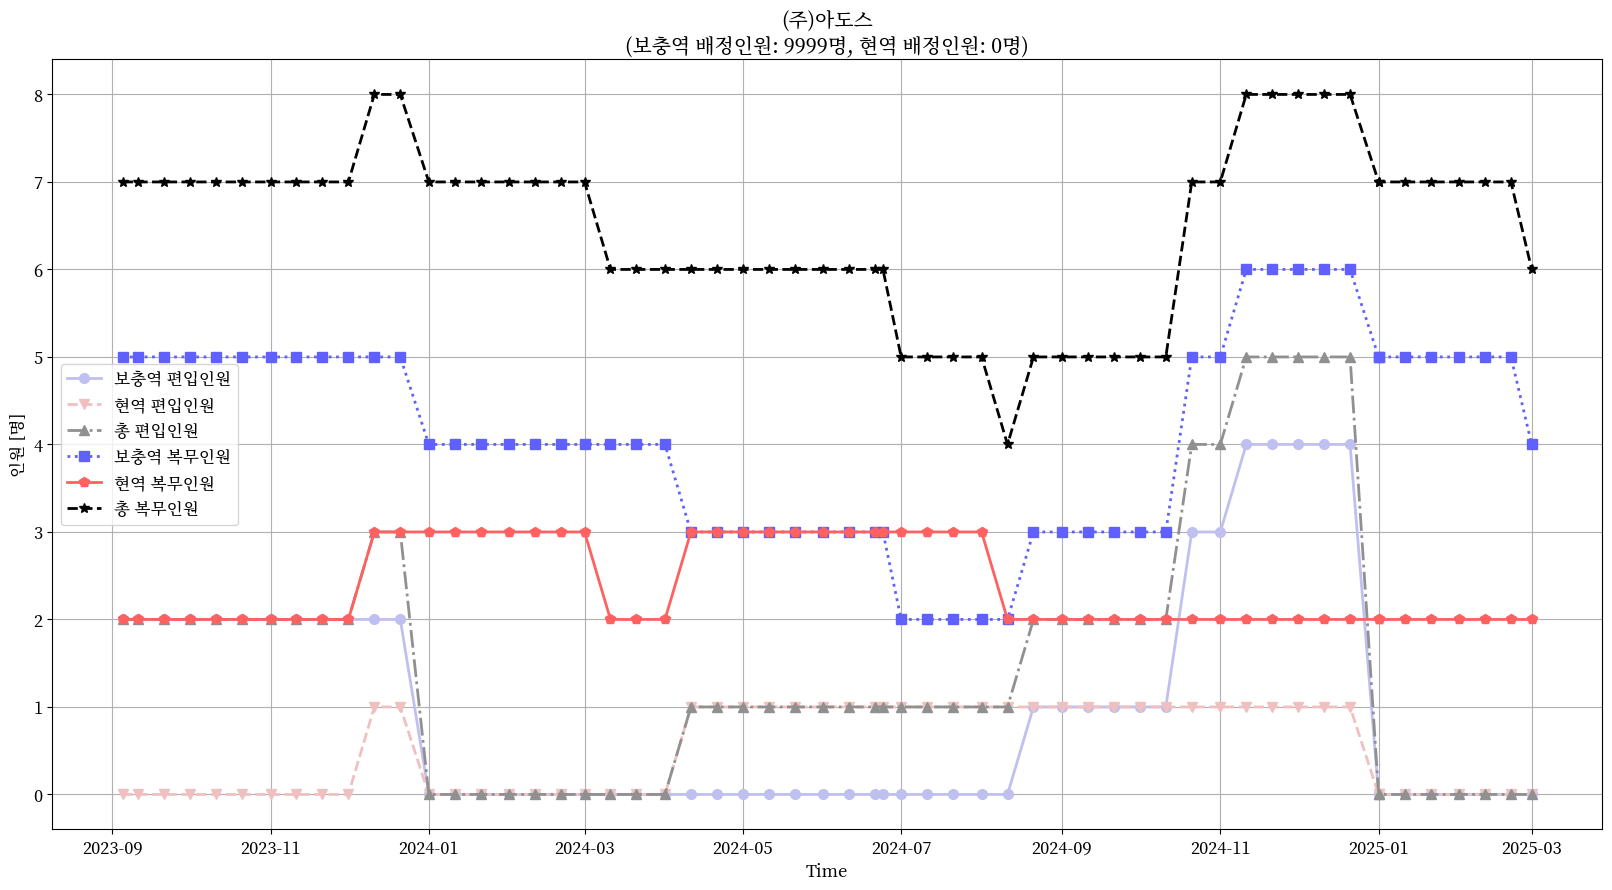 (주)아도스
(보충역 배정인원: 9999명, 현역 배정인원: 0명)
인원 [명]
8
7
6
5
4
3
2
1
0
보충역 편입인원
현역 편입인원
총 편입인원
보충역 복무인원
현역 복무인원
총 복무인원
2023-09 2023-11 2024-01 2024-03 2024-05 2024-07 2024-09 2024-11 2025-01 2025-03
Time